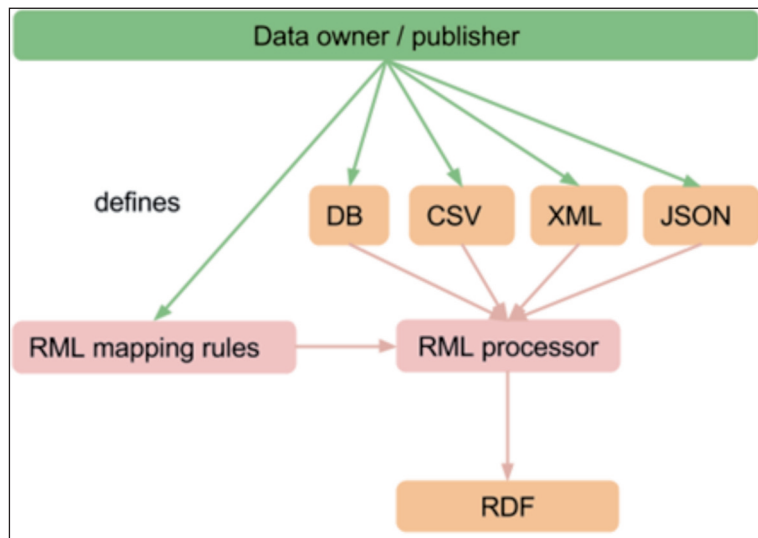 Data owner / publisher
defines
DB
CSV
XML
JSON
RML mapping rules
RML processor
RDF